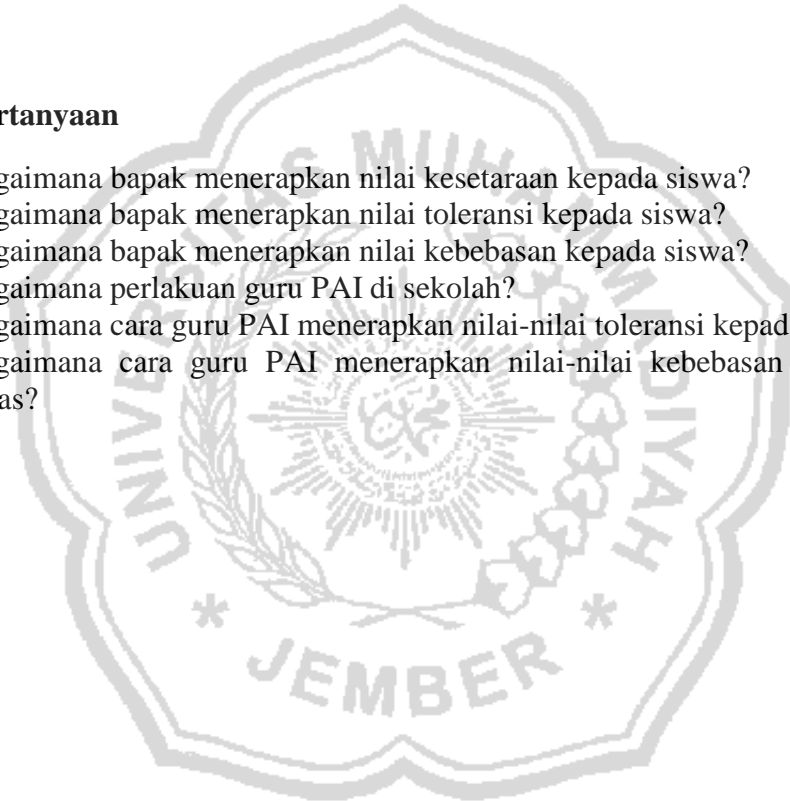 rtanyaan
gaimana bapak menerapkan nilai kesetaraan kepada siswa?
gaimana bapak menerapkan nilai toleransi kepada siswa?
gaimana bapak menerapkan nilai kebebasan kepada siswa?
gaimana perlakuan guru PAI di sekolah?
gaimana cara guru PAI menerapkan nilai-nilai toleransi kepad
gaimana cara guru PAI menerapkan nilai-nilai kebebasan
as?
UNIVERSITAS MUHAMMADIYAH
* JEMBER *